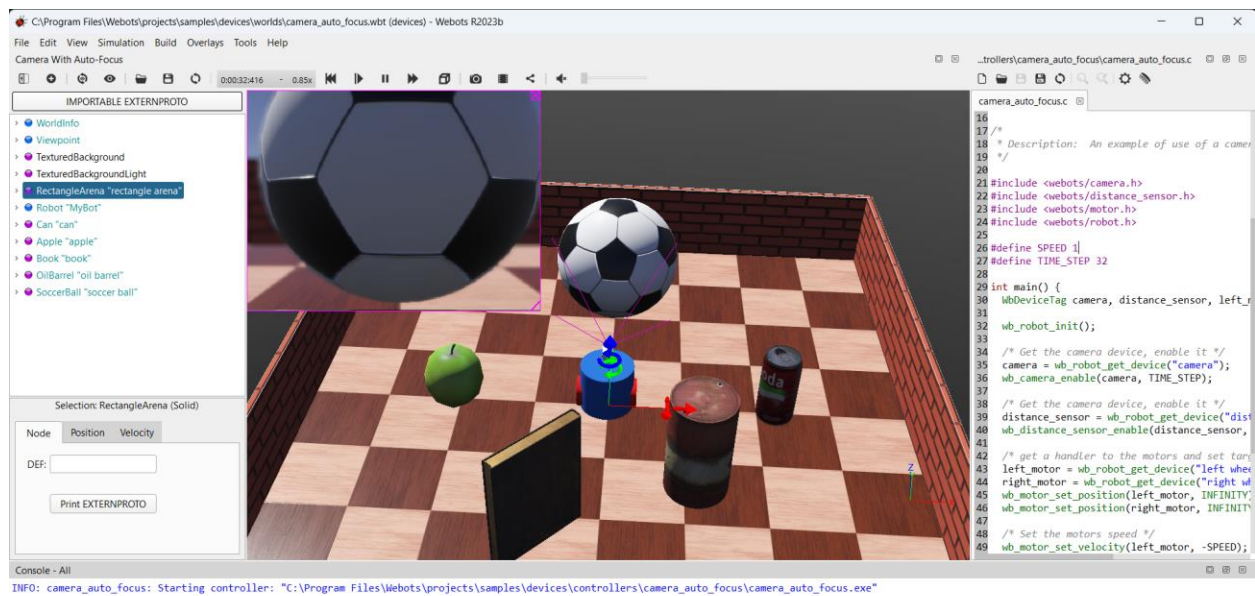 C:\Program Files\Webots\projects\samples\devices\worlds\camera_auto_focus.wbt (devices) - Webots R2023b
File Edit View Simulation Build Overlays Tools Help
Camera With Auto-Focus
...trollers\camera_auto_focus\camera_auto_focus.c
0:00:32:416 - 0.85x
IMPORTABLE EXTERNPROTO
WorldInfo
Viewpoint
TexturedBackground
TexturedBackgroundLight
RectangleArena "rectangle arena"
Robot "MyBot"
Can "can"
Apple "apple"
Book "book"
OilBarrel "oil barrel"
SoccerBall "soccer ball"
Selection: RectangleArena (Solid)
Node Position Velocity
DEF:
Print EXTERNPROTO
Z
camera_auto_focus.c
16
17 /*
18 * Description: An example of use of a came
19 */
20
21 #include <webots/camera.h>
22 #include <webots/distance_sensor.h>
23 #include <webots/motor.h>
24 #include <webots/robot.h>
25
26 #define SPEED 1
27 #define TIME_STEP 32
28
29 int main() {
30 WbDeviceTag camera, distance_sensor, left_
31
32 wb_robot_init();
33
34 /* Get the camera device, enable it */
35 camera = wb_robot_get_device("camera");
36 wb_camera_enable(camera, TIME_STEP);
37
38 /* Get the camera device, enable it */
39 distance_sensor = wb_robot_get_device("dist
40 wb_distance_sensor_enable(distance_sensor,
41
42 /* get a handler to the motors and set targ
43 left_motor = wb_robot_get_device("left whee
44 right_motor = wb_robot_get_device("right wh
45 wb_motor_set_position(left_motor, INFINITY)
46 wb_motor_set_position(right_motor, INFINITY
47
48 /* Set the motors speed */
49 wb_motor_set_velocity(left_motor, -SPEED);
Console - All
INFO: camera_auto_focus: Starting controller: "C:\Program Files\Webots\projects\samples\devices\controllers\camera_auto_focus\camera_auto_focus.exe"